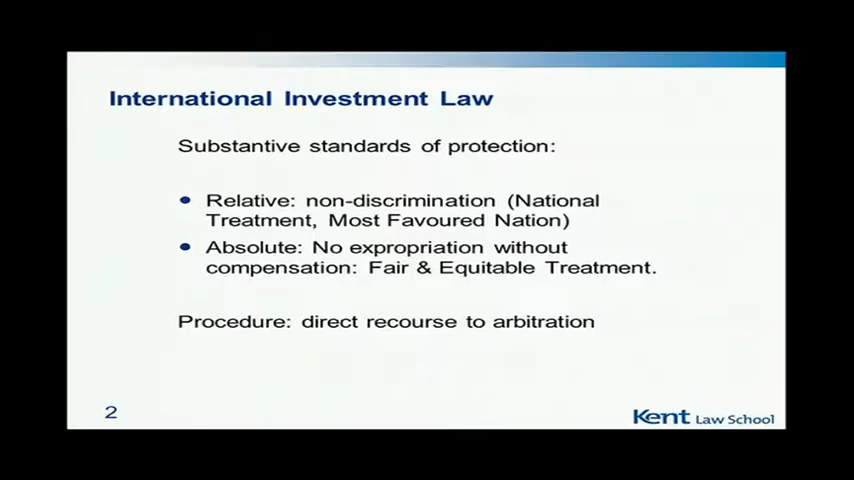 International Investment Law
Substantive standards of protection:
Relative: non-discrimination (National
Treatment, Most Favoured Nation)
Absolute: No expropriation without
compensation: Fair & Equitable Treatment.
Procedure: direct recourse to arbitration
2
Kent Law School